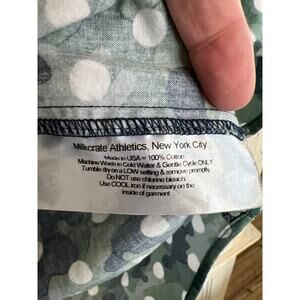 Milkcrate Athletics, New York City
Made in USA = 100% Cotton
Machine Wash in Cold Water & Gentle Cycle ONLY
Tumble dry on a LOW setting & remove promptly.
Do NOT use chlorine bleach.
Use COOL iron if necessary on the
inside of garment